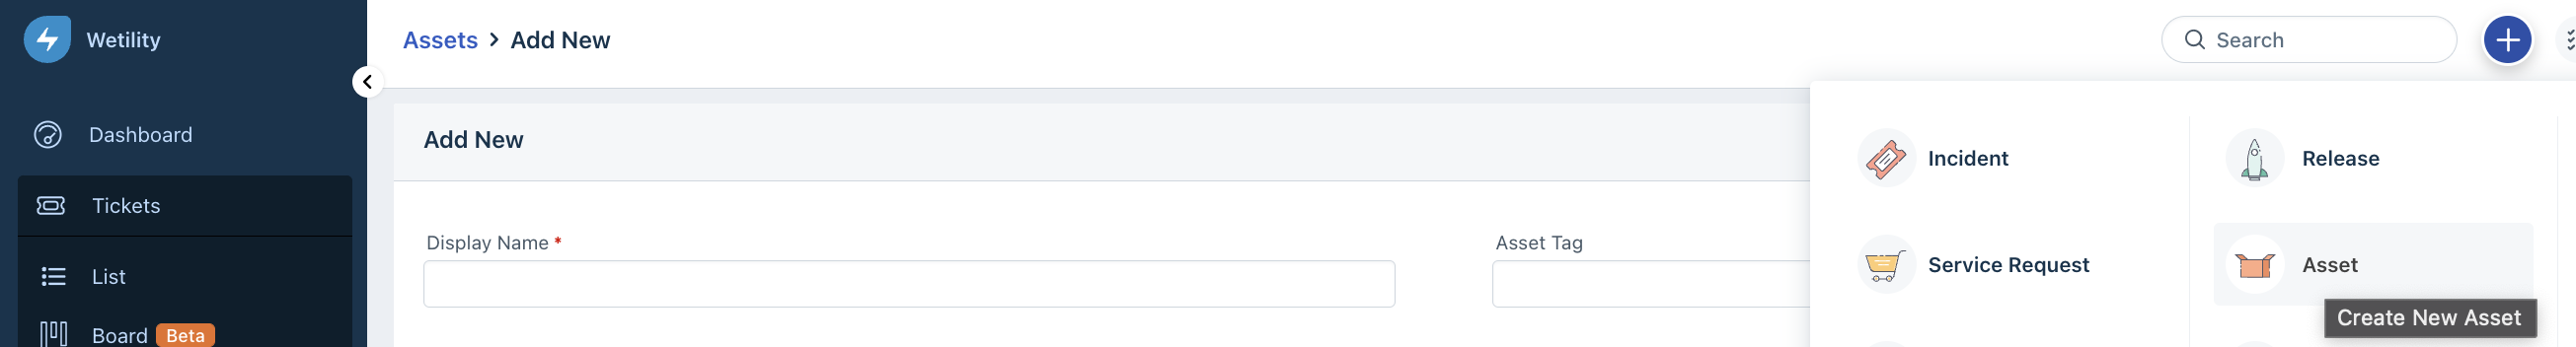 Wetility
Assets > Add New
Search
Dashboard
Tickets
List
Board Beta
Add New
Display Name *
Asset Tag
Incident
Release
Service Request
Asset
Create New Asset